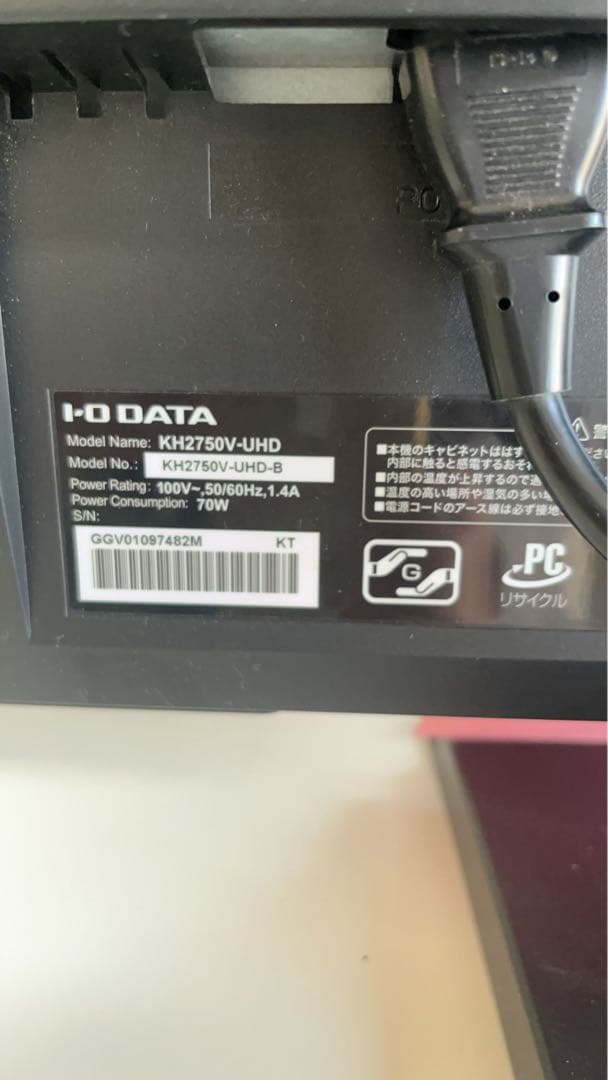 I-O DATA
Model Name: KH2750V-UHD
Model No.: KH2750V-UHD-B
Power Rating: 100V~,50/60Hz,1.4A
Power Consumption: 70W
S/N:
GGV01097482M KT
警
■本機のキャビネットははず
内部に触ると感電するおそれ
■内部の温度が上昇するので
■温度の高い場所や湿気の多い
■電源コードのアース線は必ず接地
G
PC
リサイクル